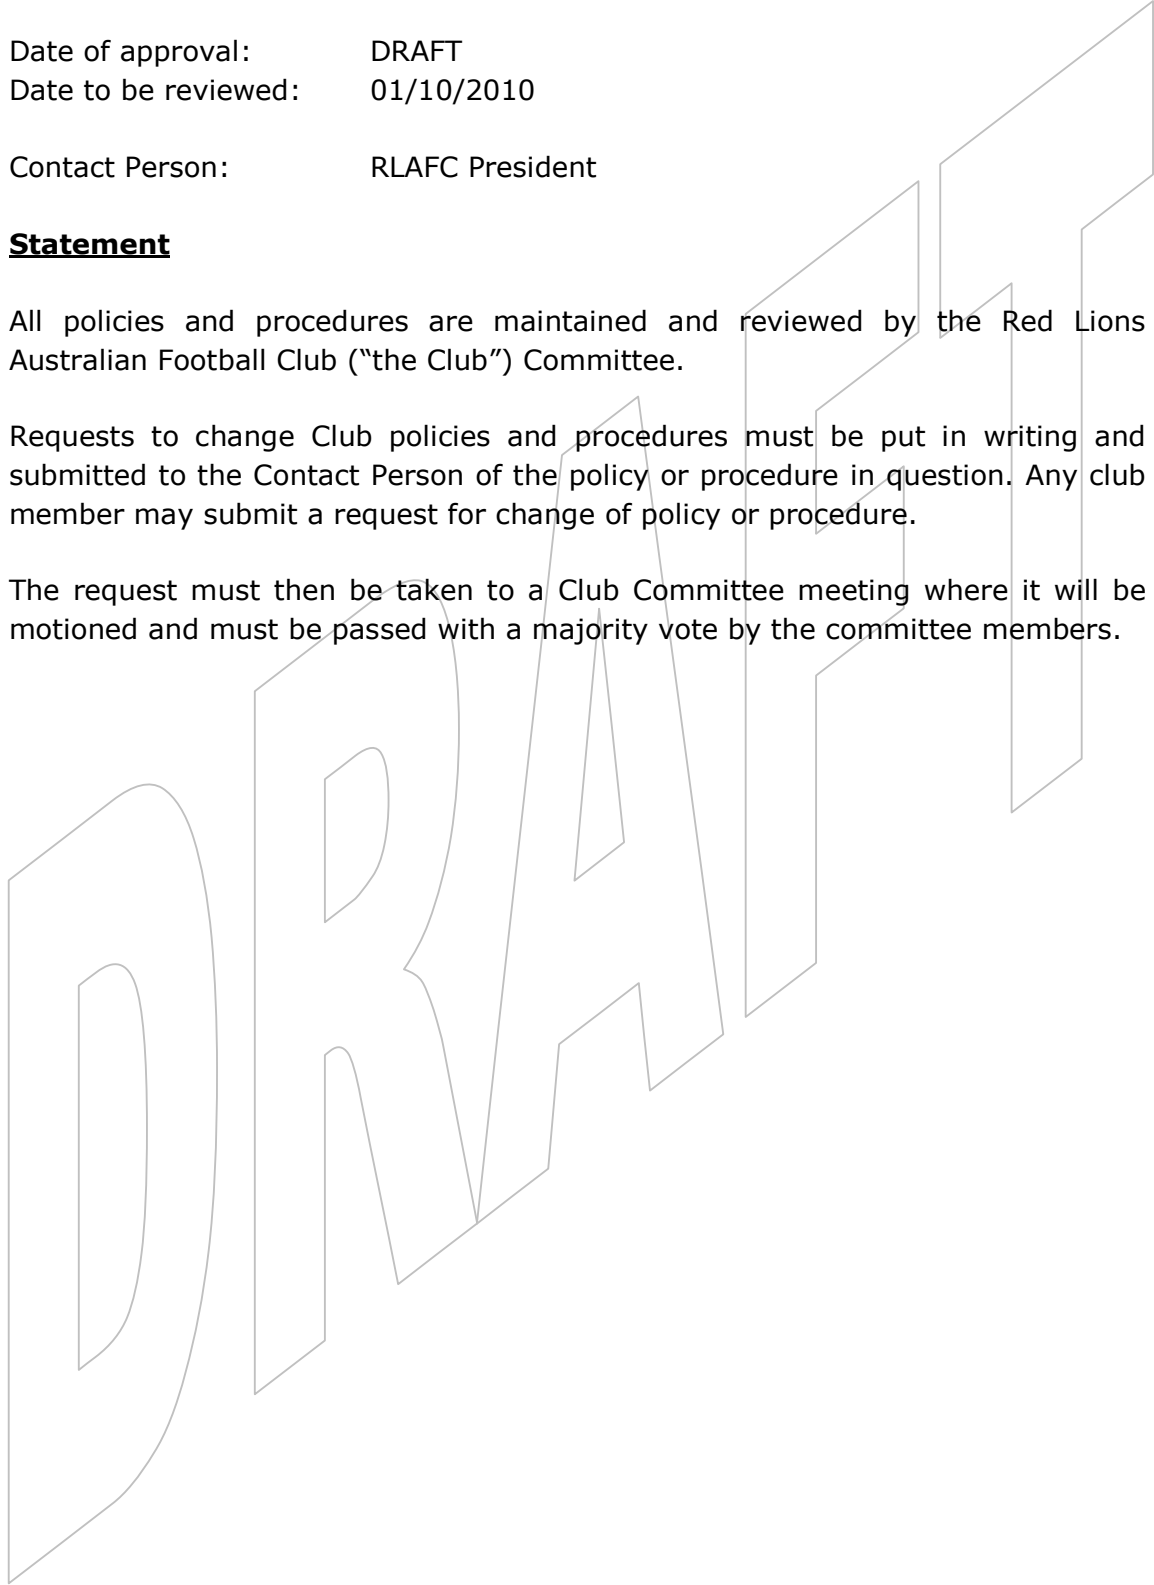 Date of approval: DRAFT
Date to be reviewed: 01/10/2010
Contact Person: RLAFC President
Statement
All policies and procedures are maintained and reviewed by the Red Lions
Australian Football Club (“the Club”) Committee.
Requests to change Club policies and procedures must be put in writing and
submitted to the Contact Person of the policy or procedure in question. Any club
member may submit a request for change of policy or procedure.
The request must then be taken to a Club Committee meeting where it will be
motioned and must be passed with a majority vote by the committee members.
DRAFT